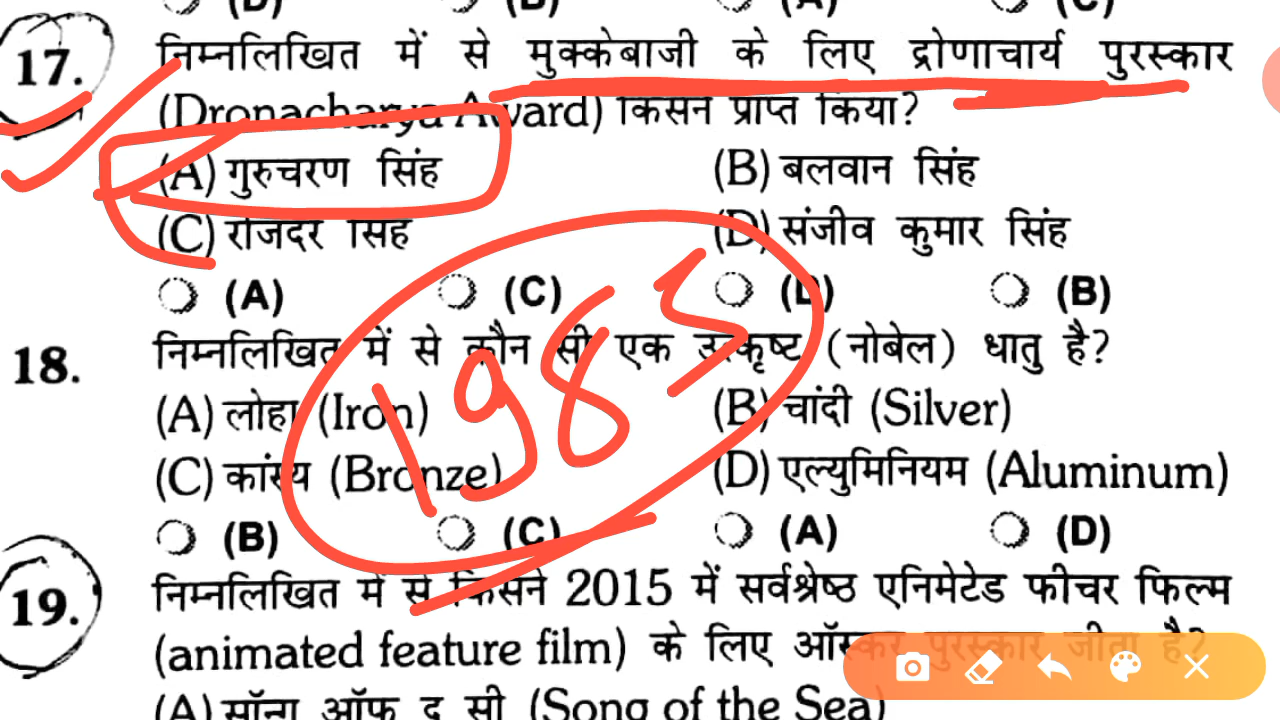 (D) (B) (A) (C)
17. निम्नलिखित में से मुक्केबाजी के लिए द्रोणाचार्य पुरस्कार
(Dronacharya Award) किसने प्राप्त किया?
(A) गुरुचरण सिंह (B) बलवान सिंह
(C) राजिंदर सिंह (D) संजीव कुमार सिंह
(A) (C) (D) (B)
1985
18. निम्नलिखित में से कौन सी एक उत्कृष्ट (नोबेल) धातु है?
(A) लोहा (Iron) (B) चांदी (Silver)
(C) कांस्य (Bronze) (D) एल्युमिनियम (Aluminum)
(B) (C) (A) (D)
19. निम्नलिखित में से किसने 2015 में सर्वश्रेष्ठ एनिमेटेड फीचर फिल्म
(animated feature film) के लिए ऑस्कर पुरस्कार जीता है?
(A) सॉन्ग ऑफ द सी (Song of the Sea)